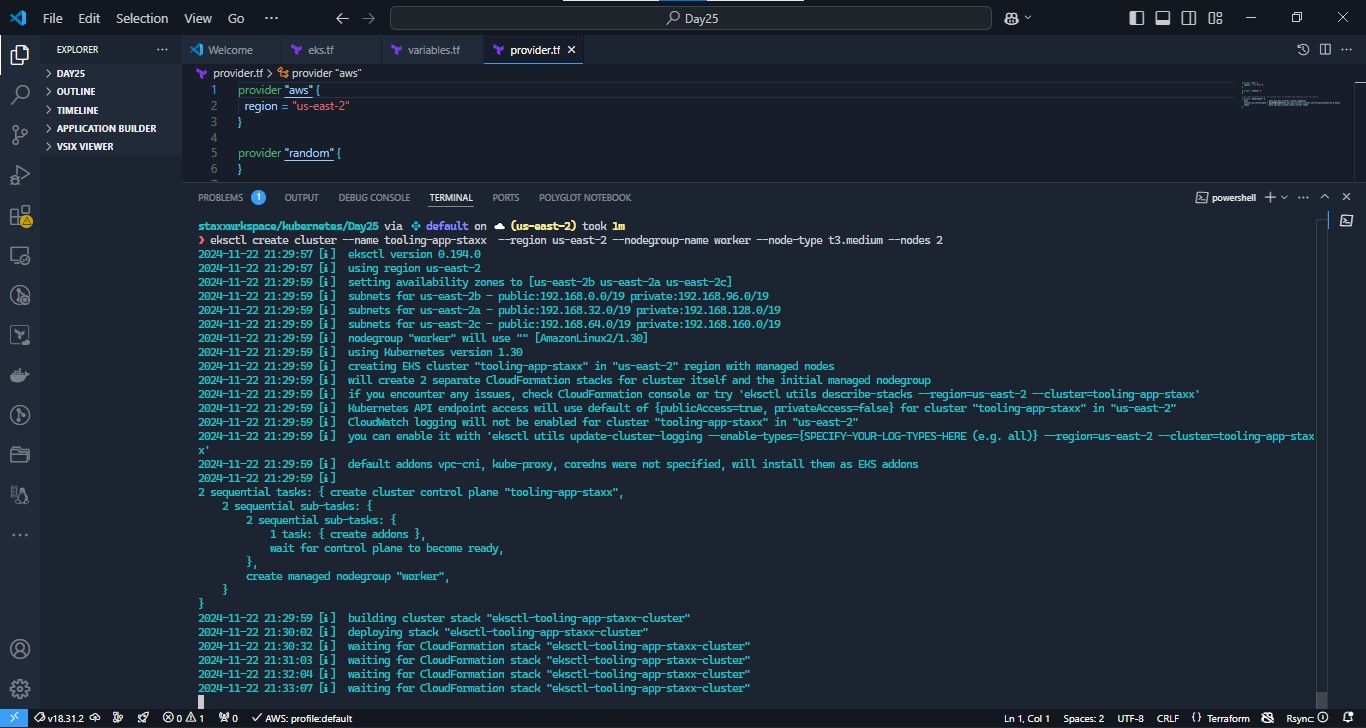 File Edit Selection View Go ··· Day25
EXPLORER ···
DAY25
OUTLINE
TIMELINE
APPLICATION BUILDER
VSIX VIEWER
Welcome eks.tf variables.tf provider.tf
provider.tf > provider "aws"
1 provider "aws" {
2 region = "us-east-2"
3 }
4
5 provider "random" {
6 }
PROBLEMS 1 OUTPUT DEBUG CONSOLE TERMINAL PORTS POLYGLOT NOTEBOOK powershell
staxxwrkspace/kubernetes/Day25 via default on (us-east-2) took 1m
❯ eksctl create cluster --name tooling-app-staxx  --region us-east-2 --nodegroup-name worker --node-type t3.medium --nodes 2
2024-11-22 21:29:57 [ℹ]  eksctl version 0.194.0
2024-11-22 21:29:57 [ℹ]  using region us-east-2
2024-11-22 21:29:59 [ℹ]  setting availability zones to [us-east-2b us-east-2a us-east-2c]
2024-11-22 21:29:59 [ℹ]  subnets for us-east-2b - public:192.168.0.0/19 private:192.168.96.0/19
2024-11-22 21:29:59 [ℹ]  subnets for us-east-2a - public:192.168.32.0/19 private:192.168.128.0/19
2024-11-22 21:29:59 [ℹ]  subnets for us-east-2c - public:192.168.64.0/19 private:192.168.160.0/19
2024-11-22 21:29:59 [ℹ]  nodegroup "worker" will use "" [AmazonLinux2/1.30]
2024-11-22 21:29:59 [ℹ]  using Kubernetes version 1.30
2024-11-22 21:29:59 [ℹ]  creating EKS cluster "tooling-app-staxx" in "us-east-2" region with managed nodes
2024-11-22 21:29:59 [ℹ]  will create 2 separate CloudFormation stacks for cluster itself and the initial managed nodegroup
2024-11-22 21:29:59 [ℹ]  if you encounter any issues, check CloudFormation console or try 'eksctl utils describe-stacks --region=us-east-2 --cluster=tooling-app-staxx'
2024-11-22 21:29:59 [ℹ]  Kubernetes API endpoint access will use default of {publicAccess=true, privateAccess=false} for cluster "tooling-app-staxx" in "us-east-2"
2024-11-22 21:29:59 [ℹ]  CloudWatch logging will not be enabled for cluster "tooling-app-staxx" in "us-east-2"
2024-11-22 21:29:59 [ℹ]  you can enable it with 'eksctl utils update-cluster-logging --enable-types={SPECIFY-YOUR-LOG-TYPES-HERE (e.g. all)} --region=us-east-2 --cluster=tooling-app-stax
x'
2024-11-22 21:29:59 [ℹ]  default addons vpc-cni, kube-proxy, coredns were not specified, will install them as EKS addons
2024-11-22 21:29:59 [ℹ]
2 sequential tasks: { create cluster control plane "tooling-app-staxx",
2 sequential sub-tasks: {
2 sequential sub-tasks: {
1 task: { create addons },
wait for control plane to become ready,
},
create managed nodegroup "worker",
}
}
2024-11-22 21:29:59 [ℹ]  building cluster stack "eksctl-tooling-app-staxx-cluster"
2024-11-22 21:30:02 [ℹ]  deploying stack "eksctl-tooling-app-staxx-cluster"
2024-11-22 21:30:32 [ℹ]  waiting for CloudFormation stack "eksctl-tooling-app-staxx-cluster"
2024-11-22 21:31:03 [ℹ]  waiting for CloudFormation stack "eksctl-tooling-app-staxx-cluster"
2024-11-22 21:32:04 [ℹ]  waiting for CloudFormation stack "eksctl-tooling-app-staxx-cluster"
2024-11-22 21:33:07 [ℹ]  waiting for CloudFormation stack "eksctl-tooling-app-staxx-cluster"
v18.31.2 0 1 0 AWS: profile:default Ln 1, Col 1 Spaces: 2 UTF-8 CRLF {} Terraform Rsync: